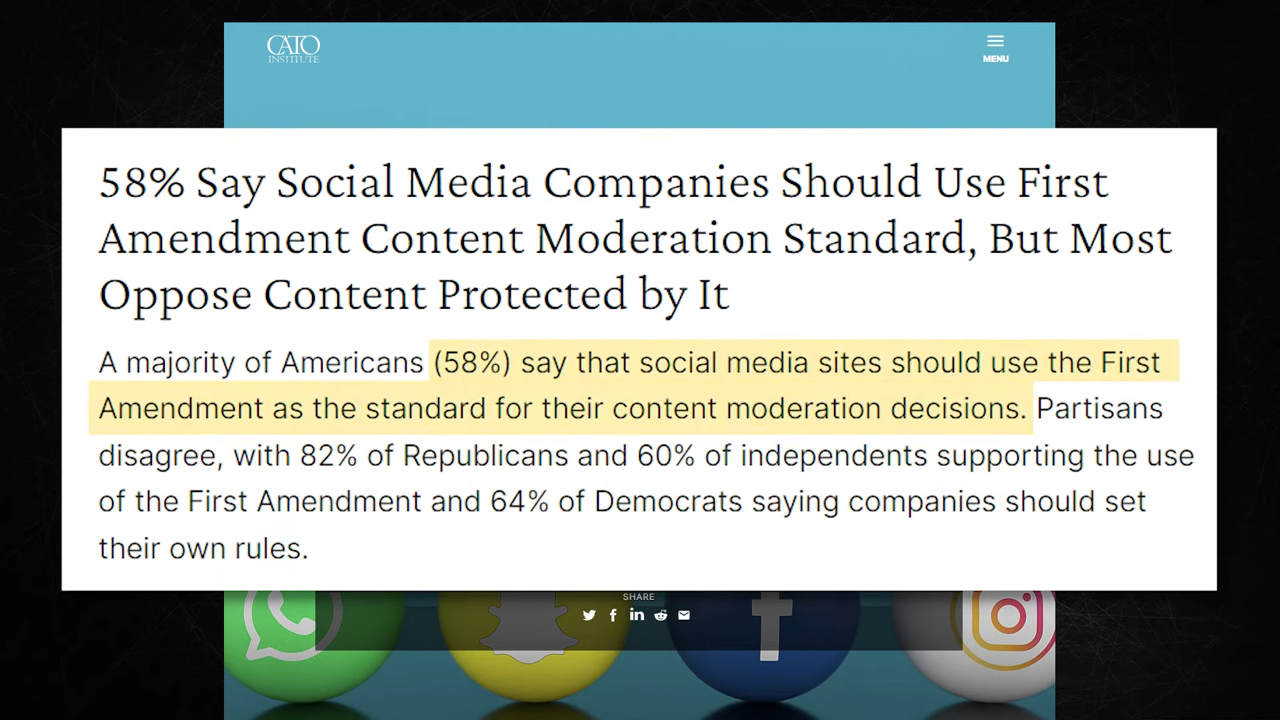 CATO
INSTITUTE
MENU
58% Say Social Media Companies Should Use First
Amendment Content Moderation Standard, But Most
Oppose Content Protected by It
A majority of Americans (58%) say that social media sites should use the First
Amendment as the standard for their content moderation decisions. Partisans
disagree, with 82% of Republicans and 60% of independents supporting the use
of the First Amendment and 64% of Democrats saying companies should set
their own rules.
SHARE